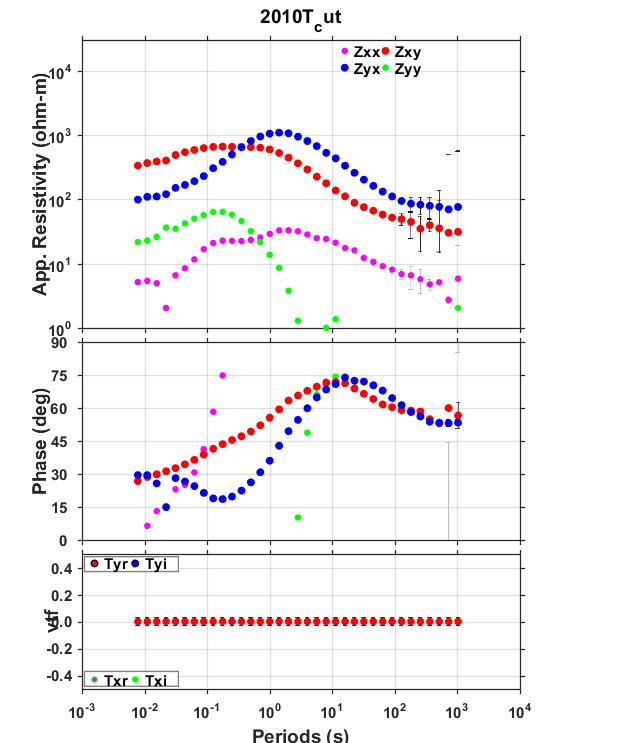 2010T_cut
Zxx Zxy
Zyx Zyy
App. Resistivity (ohm-m)
10^4
10^3
10^2
10^1
10^0
Phase (deg)
90
75
60
45
30
15
0
Tyr Tyi
vtf
0.4
0.2
0.0
-0.2
-0.4
Txr Txi
10^-3 10^-2 10^-1 10^0 10^1 10^2 10^3 10^4
Periods (s)